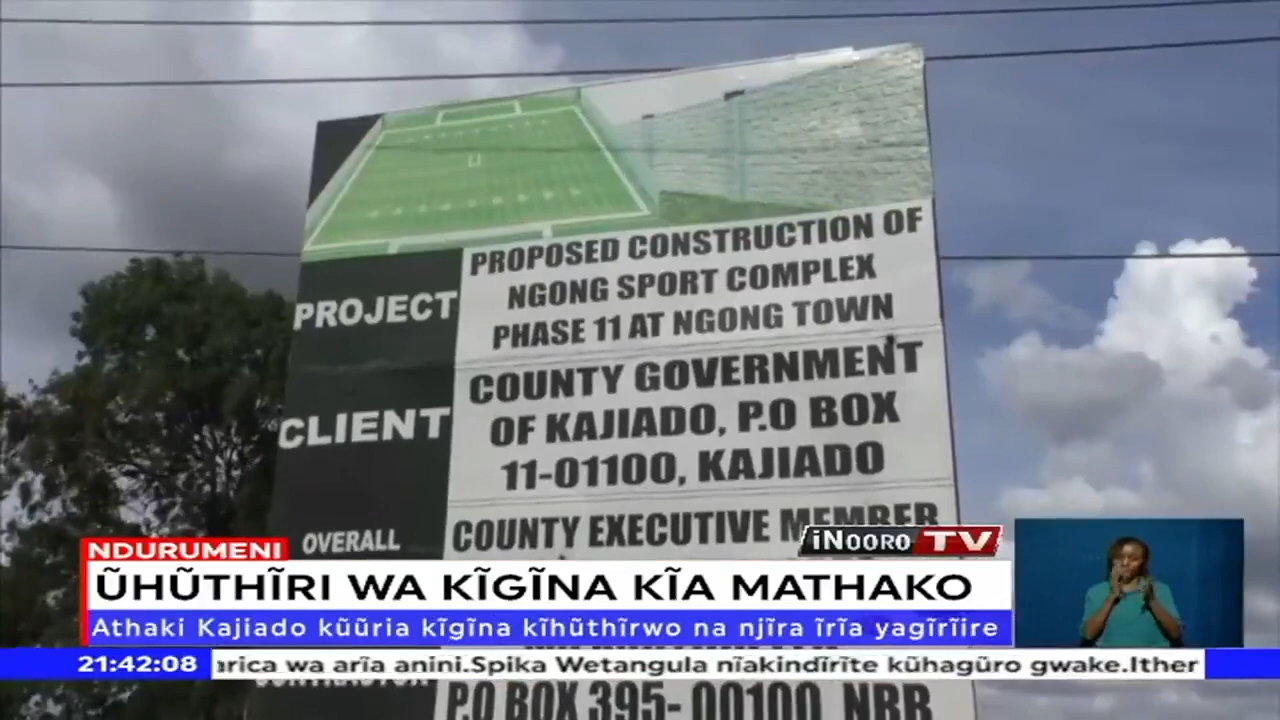 PROJECT
PROPOSED CONSTRUCTION OF
NGONG SPORT COMPLEX
PHASE 11 AT NGONG TOWN
CLIENT
COUNTY GOVERNMENT
OF KAJIADO, P.O BOX
11-01100, KAJIADO
OVERALL
COUNTY EXECUTIVE MEMBER
iNOORO TV
NDURUMENI
ŨHŨTHĨRI WA KĨGĨNA KĨA MATHAKO
Athaki Kajiado kũũria kĩgĩna kĩhũthĩrwo na njĩra ĩrĩa yagĩrĩire
21:42:08
arica wa arĩa anini.Spika Wetangula nĩakindĩrĩte kũhagũro gwake.Ither
P.O BOX 395- 00100, NRB